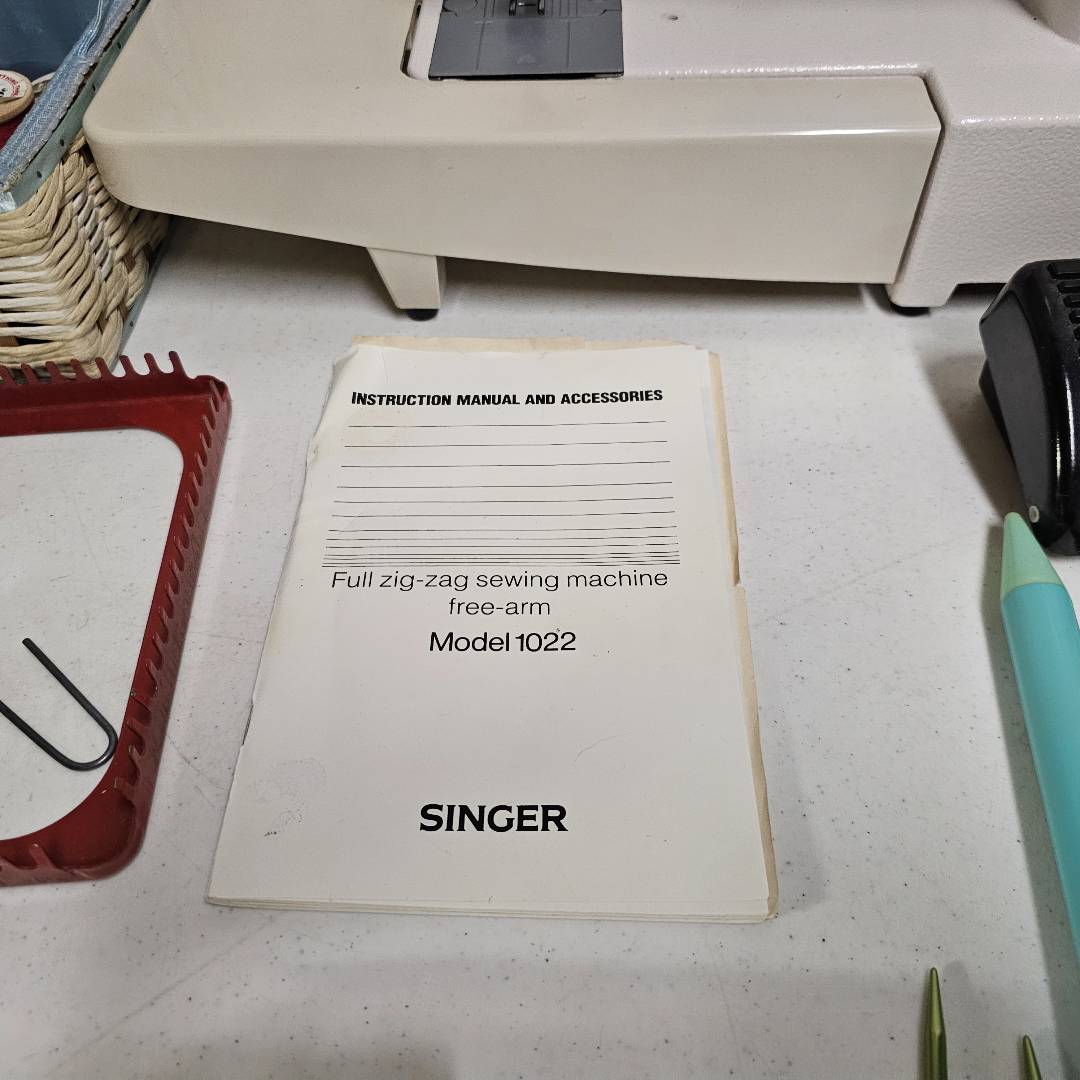 INSTRUCTION MANUAL AND ACCESSORIES
Full zig-zag sewing machine
free-arm
Model 1022
SINGER